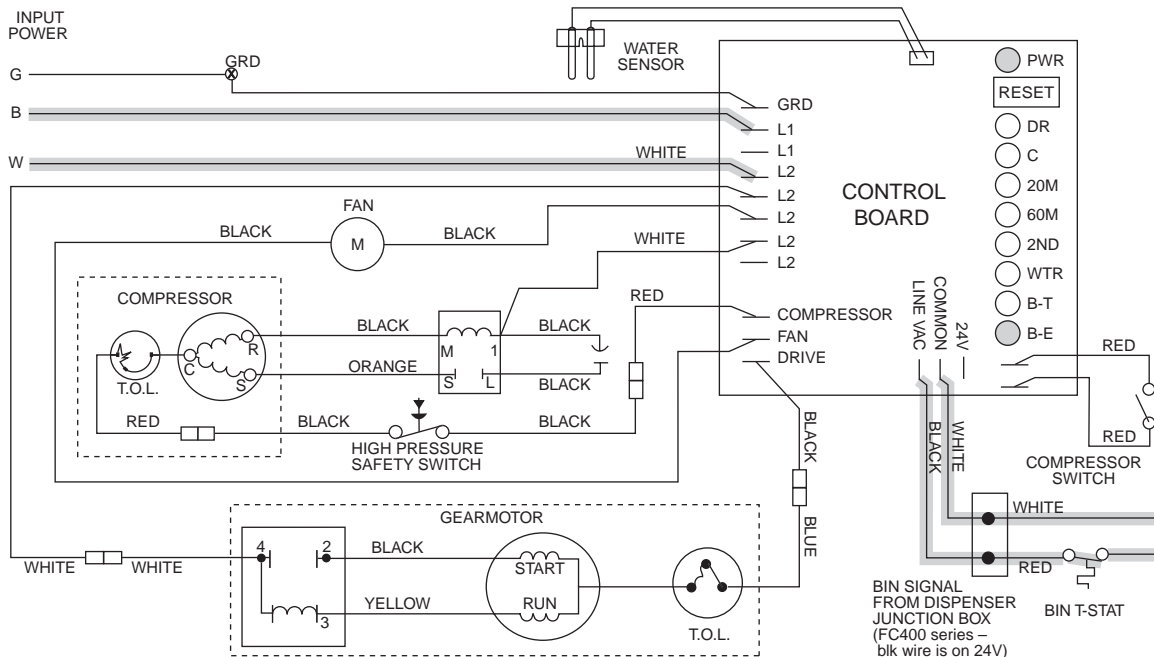 INPUT
POWER
G
GRD
B
W
WHITE
WATER
SENSOR
GRD
L1
L1
L2
L2
L2
L2
L2
CONTROL
BOARD
PWR
RESET
DR
C
20M
60M
2ND
WTR
B-T
B-E
FAN
M
BLACK
BLACK
WHITE
COMPRESSOR
FAN
DRIVE
LINE VAC
COMMON
24V
COMPRESSOR
T.O.L.
C
R
S
BLACK
ORANGE
M
1
S
L
BLACK
BLACK
RED
RED
BLACK
HIGH PRESSURE
SAFETY SWITCH
BLACK
RED
RED
COMPRESSOR
SWITCH
BLACK
WHITE
BLACK
BLUE
GEARMOTOR
WHITE
WHITE
4
2
3
BLACK
YELLOW
START
RUN
T.O.L.
WHITE
RED
BIN T-STAT
BIN SIGNAL
FROM DISPENSER
JUNCTION BOX
(FC400 series –
blk wire is on 24V)